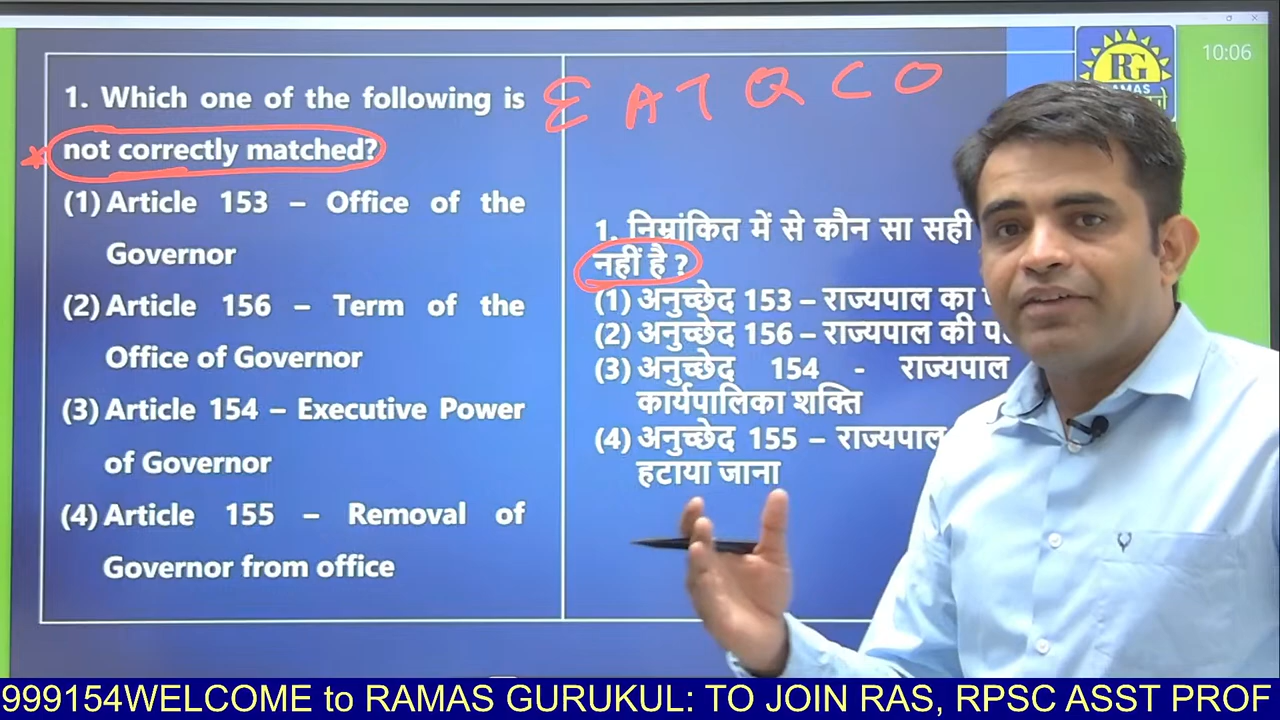 10:06
RG
RAMAS
E A T Q C O
1. Which one of the following is
not correctly matched?
(1) Article 153 – Office of the
Governor
(2) Article 156 – Term of the
Office of Governor
(3) Article 154 – Executive Power
of Governor
(4) Article 155 – Removal of
Governor from office
1. निम्नांकित में से कौन सा सही
नहीं है ?
(1) अनुच्छेद 153 – राज्यपाल का
(2) अनुच्छेद 156 – राज्यपाल की
(3) अनुच्छेद 154 - राज्यपाल
कार्यपालिका शक्ति
(4) अनुच्छेद 155 – राज्यपाल
हटाया जाना
999154WELCOME to RAMAS GURUKUL: TO JOIN RAS, RPSC ASST PROF